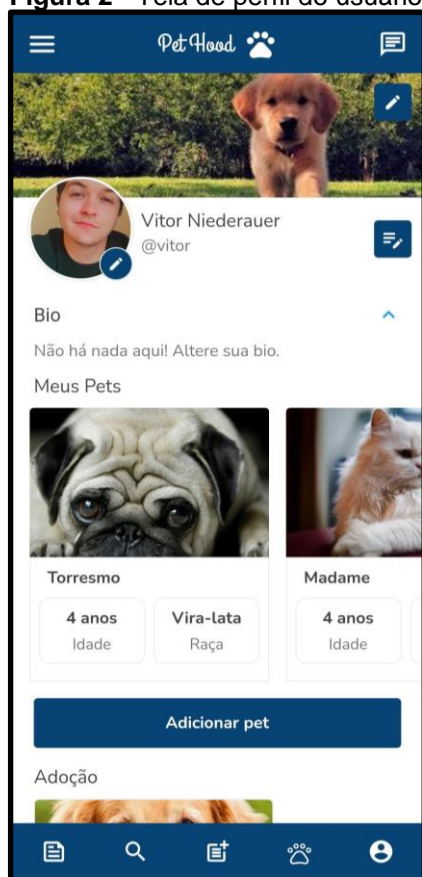 Figura 2 - Tela de perfil do usuário
Pet Hood
Vitor Niederauer
@vitor
Bio
Não há nada aqui! Altere sua bio.
Meus Pets
Torresmo
Madame
4 anos
Vira-lata
4 anos
Idade
Raça
Idade
Adicionar pet
Adoção